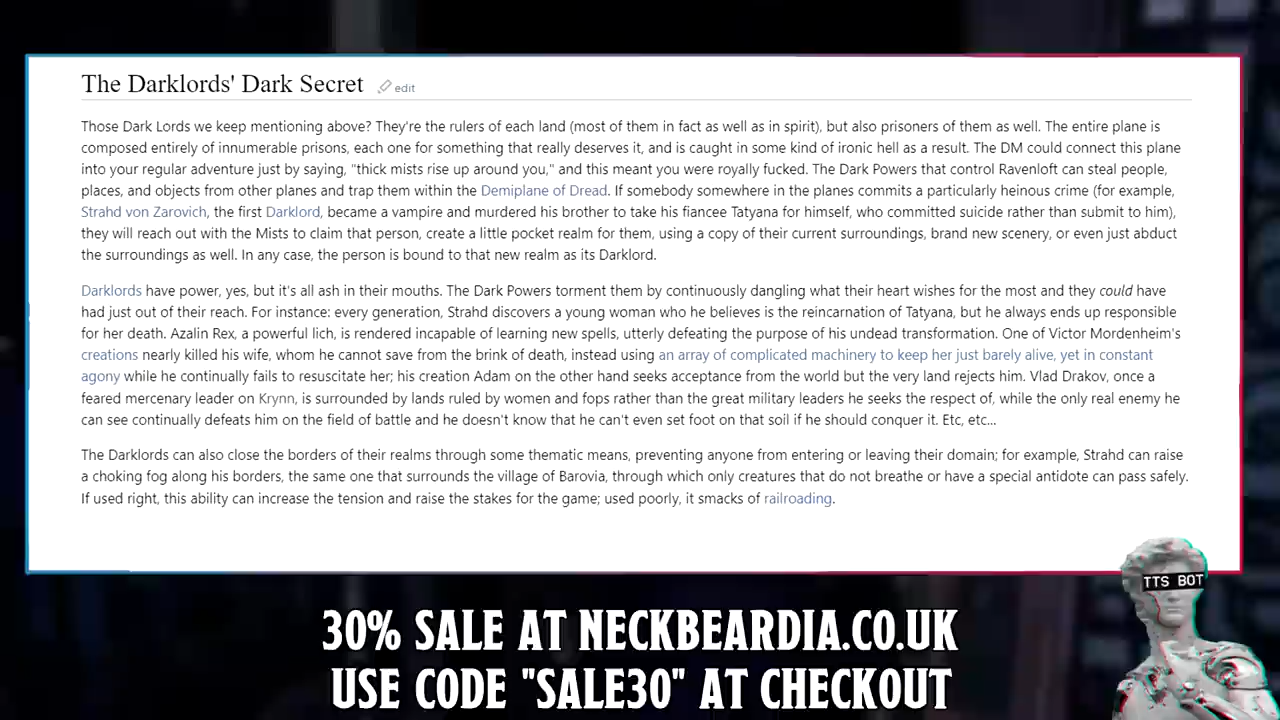 The Darklords' Dark Secret edit
Those Dark Lords we keep mentioning above? They're the rulers of each land (most of them in fact as well as in spirit), but also prisoners of them as well. The entire plane is
composed entirely of innumerable prisons, each one for something that really deserves it, and is caught in some kind of ironic hell as a result. The DM could connect this plane
into your regular adventure just by saying, "thick mists rise up around you," and this meant you were royally fucked. The Dark Powers that control Ravenloft can steal people,
places, and objects from other planes and trap them within the Demiplane of Dread. If somebody somewhere in the planes commits a particularly heinous crime (for example,
Strahd von Zarovich, the first Darklord, became a vampire and murdered his brother to take his fiancee Tatyana for himself, who committed suicide rather than submit to him),
they will reach out with the Mists to claim that person, create a little pocket realm for them, using a copy of their current surroundings, brand new scenery, or even just abduct
the surroundings as well. In any case, the person is bound to that new realm as its Darklord.
Darklords have power, yes, but it's all ash in their mouths. The Dark Powers torment them by continuously dangling what their heart wishes for the most and they could have
had just out of their reach. For instance: every generation, Strahd discovers a young woman who he believes is the reincarnation of Tatyana, but he always ends up responsible
for her death. Azalin Rex, a powerful lich, is rendered incapable of learning new spells, utterly defeating the purpose of his undead transformation. One of Victor Mordenheim's
creations nearly killed his wife, whom he cannot save from the brink of death, instead using an array of complicated machinery to keep her just barely alive, yet in constant
agony while he continually fails to resuscitate her; his creation Adam on the other hand seeks acceptance from the world but the very land rejects him. Vlad Drakov, once a
feared mercenary leader on Krynn, is surrounded by lands ruled by women and fops rather than the great military leaders he seeks the respect of, while the only real enemy he
can see continually defeats him on the field of battle and he doesn't know that he can't even set foot on that soil if he should conquer it. Etc, etc...
The Darklords can also close the borders of their realms through some thematic means, preventing anyone from entering or leaving their domain; for example, Strahd can raise
a choking fog along his borders, the same one that surrounds the village of Barovia, through which only creatures that do not breathe or have a special antidote can pass safely.
If used right, this ability can increase the tension and raise the stakes for the game; used poorly, it smacks of railroading.
TTS BOT
30% SALE AT NECKBEARDIA.CO.UK
USE CODE "SALE30" AT CHECKOUT